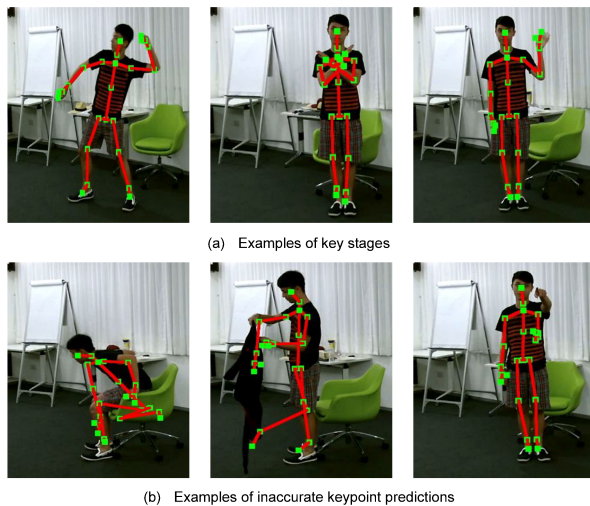 (a) Examples of key stages
(b) Examples of inaccurate keypoint predictions